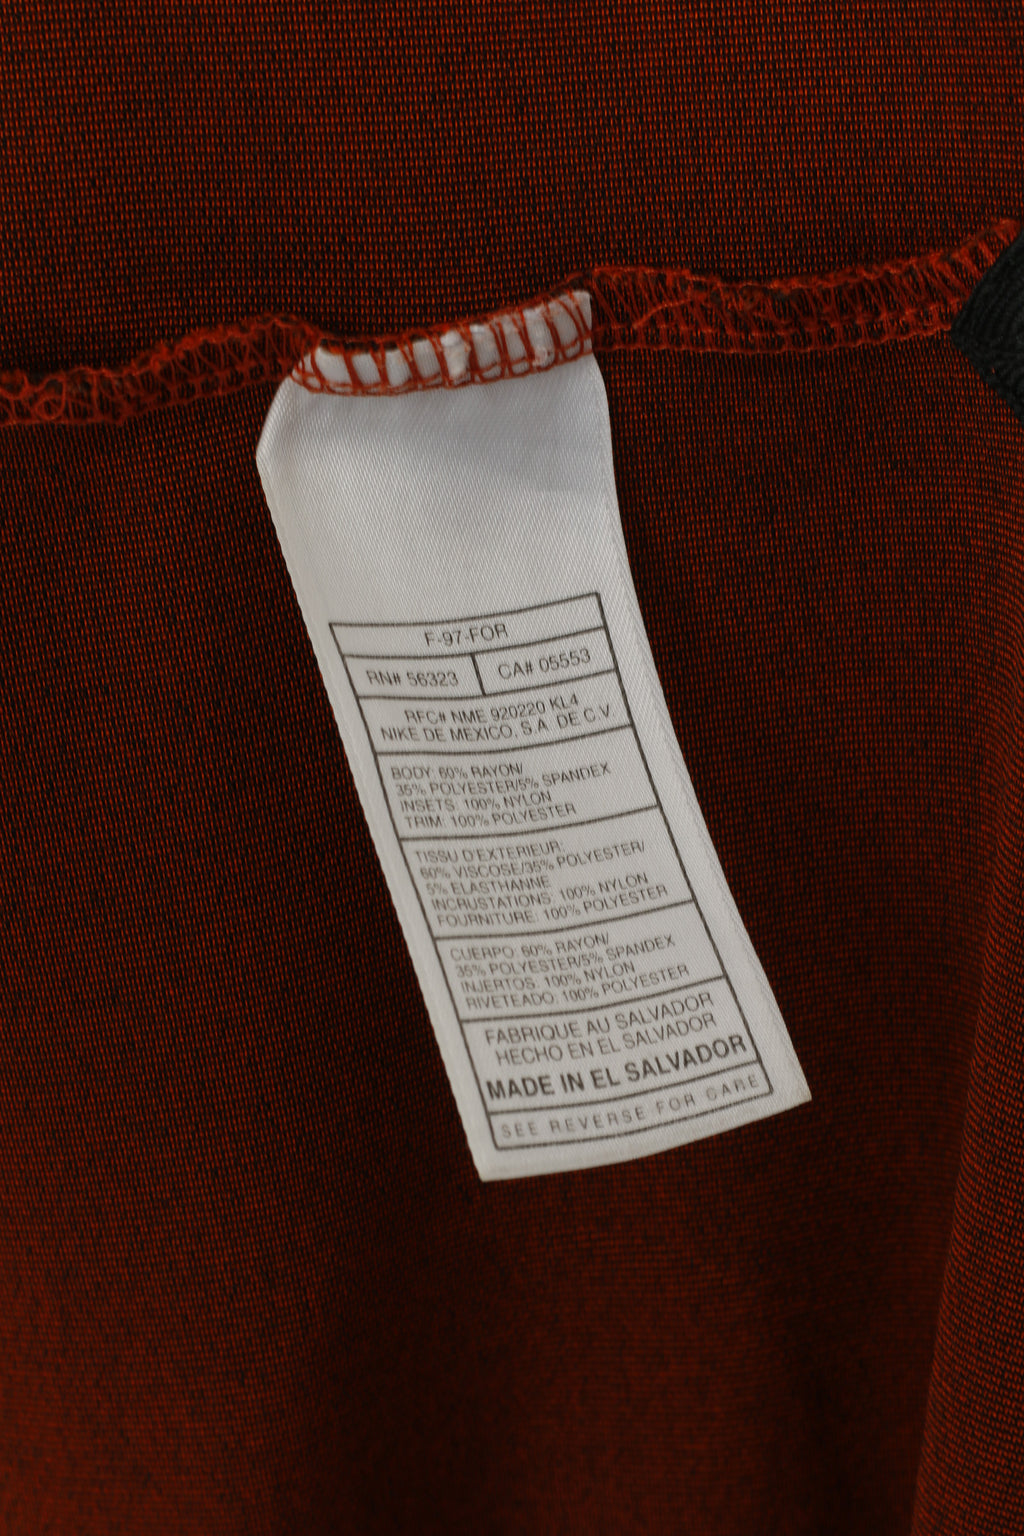 F-97-FOR
RN# 56323 CA# 05553
RFC# NME 920220 KL4
NIKE DE MEXICO, S.A. DE C.V.
BODY: 60% RAYON/
35% POLYESTER/5% SPANDEX
INSETS: 100% NYLON
TRIM: 100% POLYESTER
TISSU D'EXTERIEUR:
60% VISCOSE/35% POLYESTER/
5% ELASTHANNE
INCRUSTATIONS: 100% NYLON
FOURNITURE: 100% POLYESTER
CUERPO: 60% RAYON/
35% POLYESTER/5% SPANDEX
INJERTOS: 100% NYLON
RIVETEADO: 100% POLYESTER
FABRIQUE AU SALVADOR
HECHO EN EL SALVADOR
MADE IN EL SALVADOR
SEE REVERSE FOR CARE